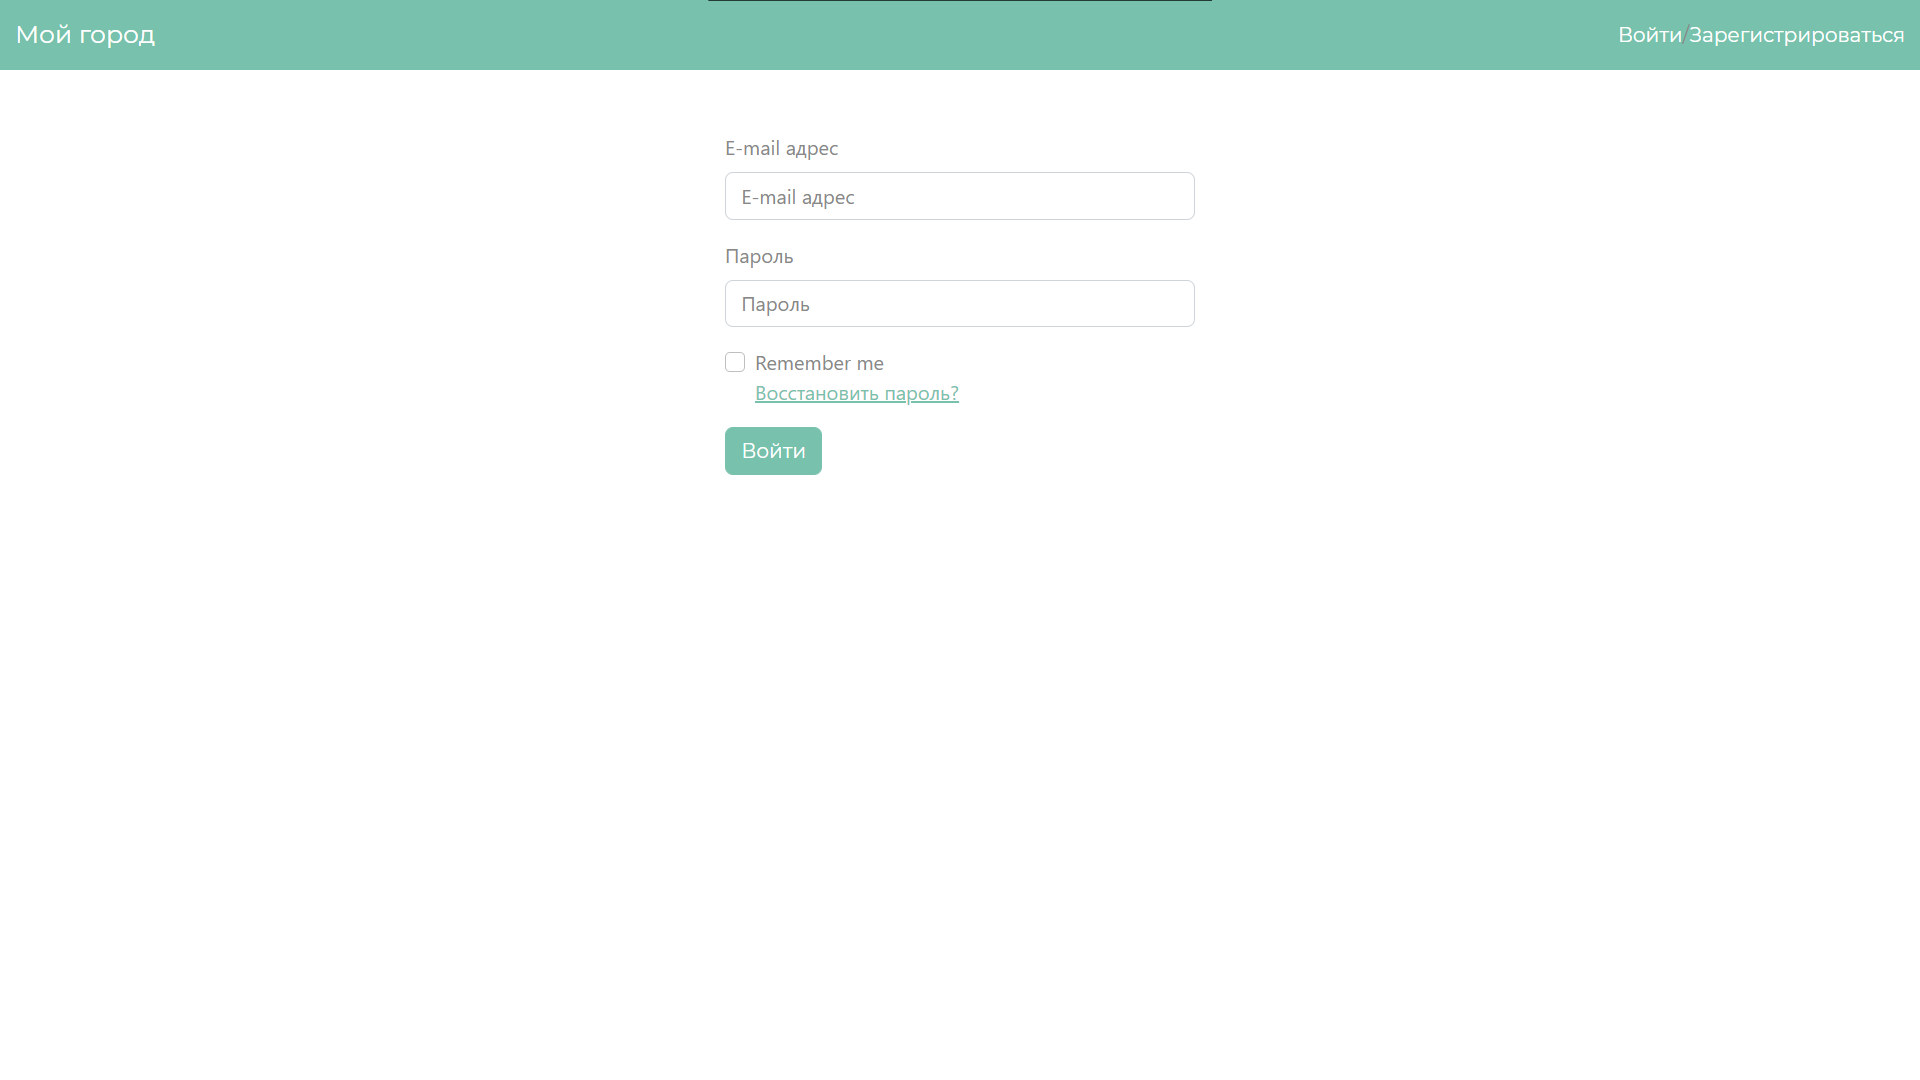 Мой город
Войти/Зарегистрироваться
E-mail адрес
E-mail адрес
Пароль
Пароль
Remember me
Восстановить пароль?
Войти